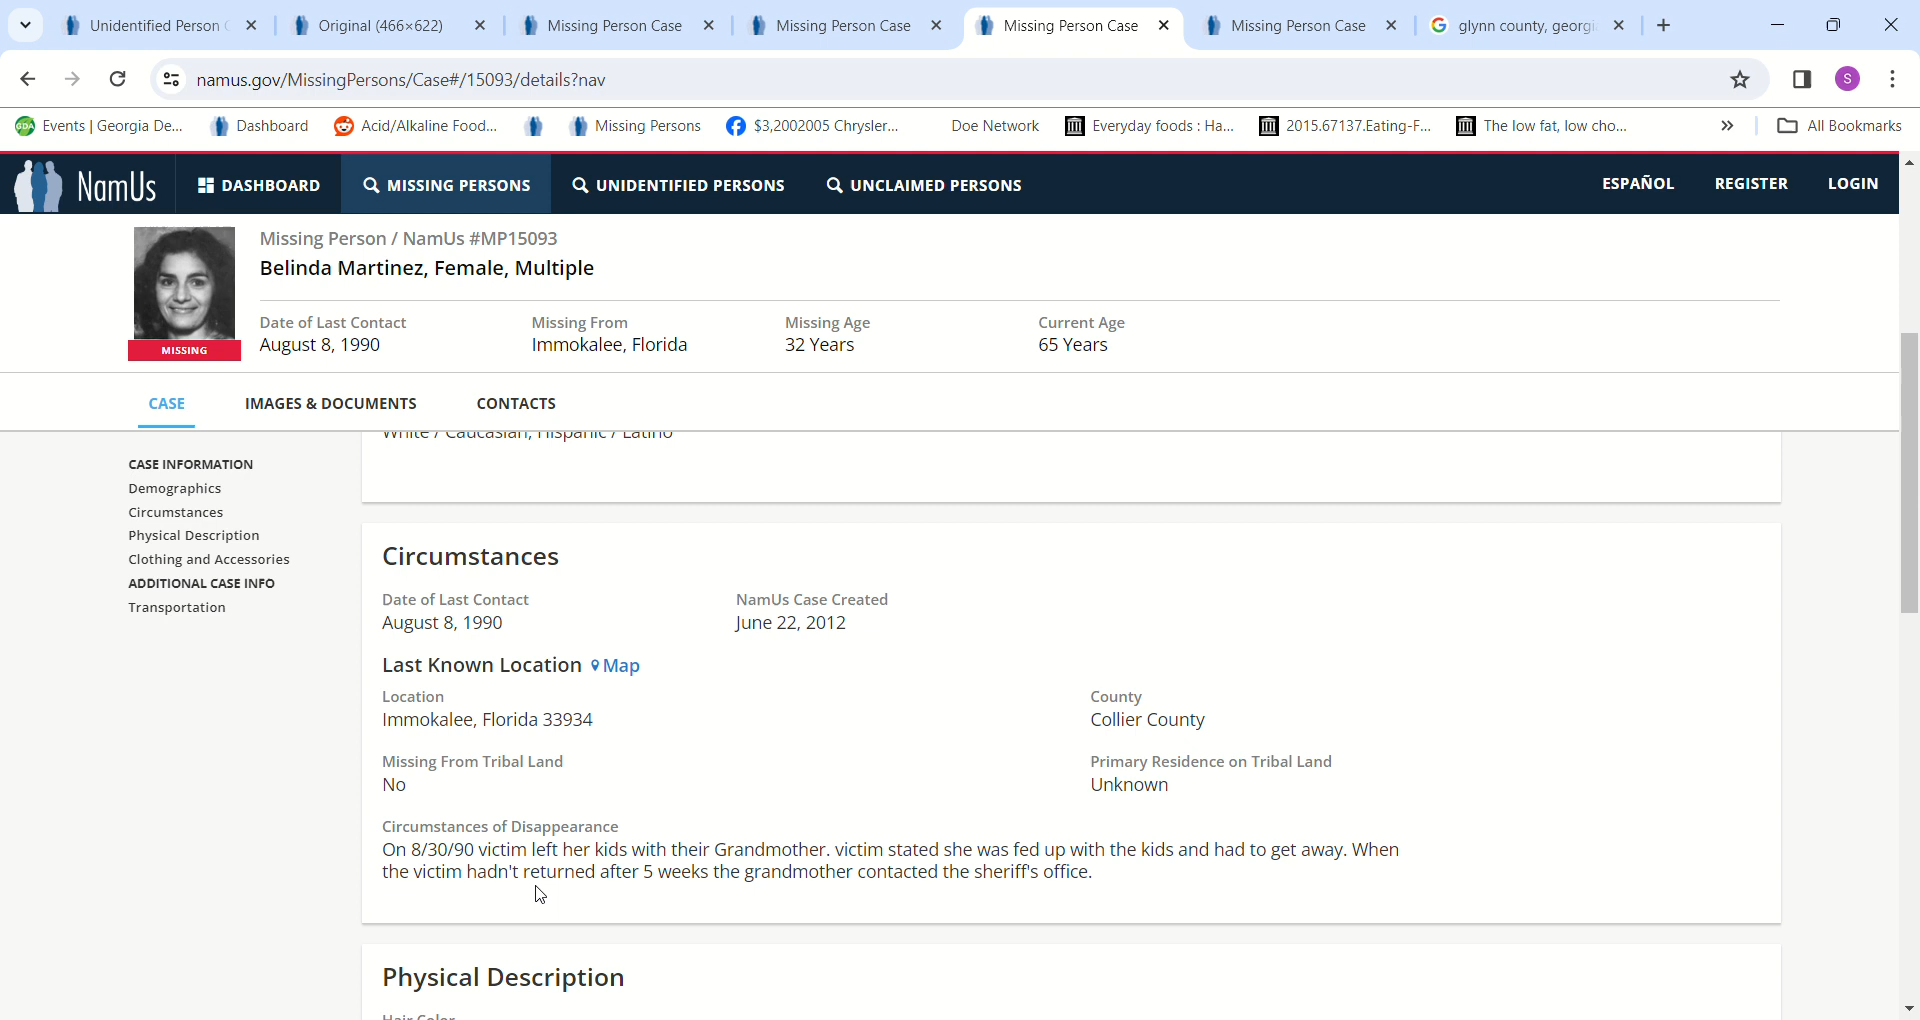 Unidentified Person
Original (466×622)
Missing Person Case
Missing Person Case
Missing Person Case
Missing Person Case
glynn county, georgi
namus.gov/MissingPersons/Case#/15093/details?nav
S
Events | Georgia De...
Dashboard
Acid/Alkaline Food...
Missing Persons
$3,2002005 Chrysler...
Doe Network
Everyday foods : Ha...
2015.67137.Eating-F...
The low fat, low cho...
»
All Bookmarks
NamUs
DASHBOARD
MISSING PERSONS
UNIDENTIFIED PERSONS
UNCLAIMED PERSONS
ESPAÑOL
REGISTER
LOGIN
Missing Person / NamUs #MP15093
Belinda Martinez, Female, Multiple
MISSING
Date of Last Contact
August 8, 1990
Missing From
Immokalee, Florida
Missing Age
32 Years
Current Age
65 Years
CASE
IMAGES & DOCUMENTS
CONTACTS
White / Caucasian, Hispanic / Latino
CASE INFORMATION
Demographics
Circumstances
Physical Description
Clothing and Accessories
ADDITIONAL CASE INFO
Transportation
Circumstances
Date of Last Contact
August 8, 1990
NamUs Case Created
June 22, 2012
Last Known Location Map
Location
Immokalee, Florida 33934
County
Collier County
Missing From Tribal Land
No
Primary Residence on Tribal Land
Unknown
Circumstances of Disappearance
On 8/30/90 victim left her kids with their Grandmother. victim stated she was fed up with the kids and had to get away. When
the victim hadn't returned after 5 weeks the grandmother contacted the sheriff's office.
Physical Description
Hair Color